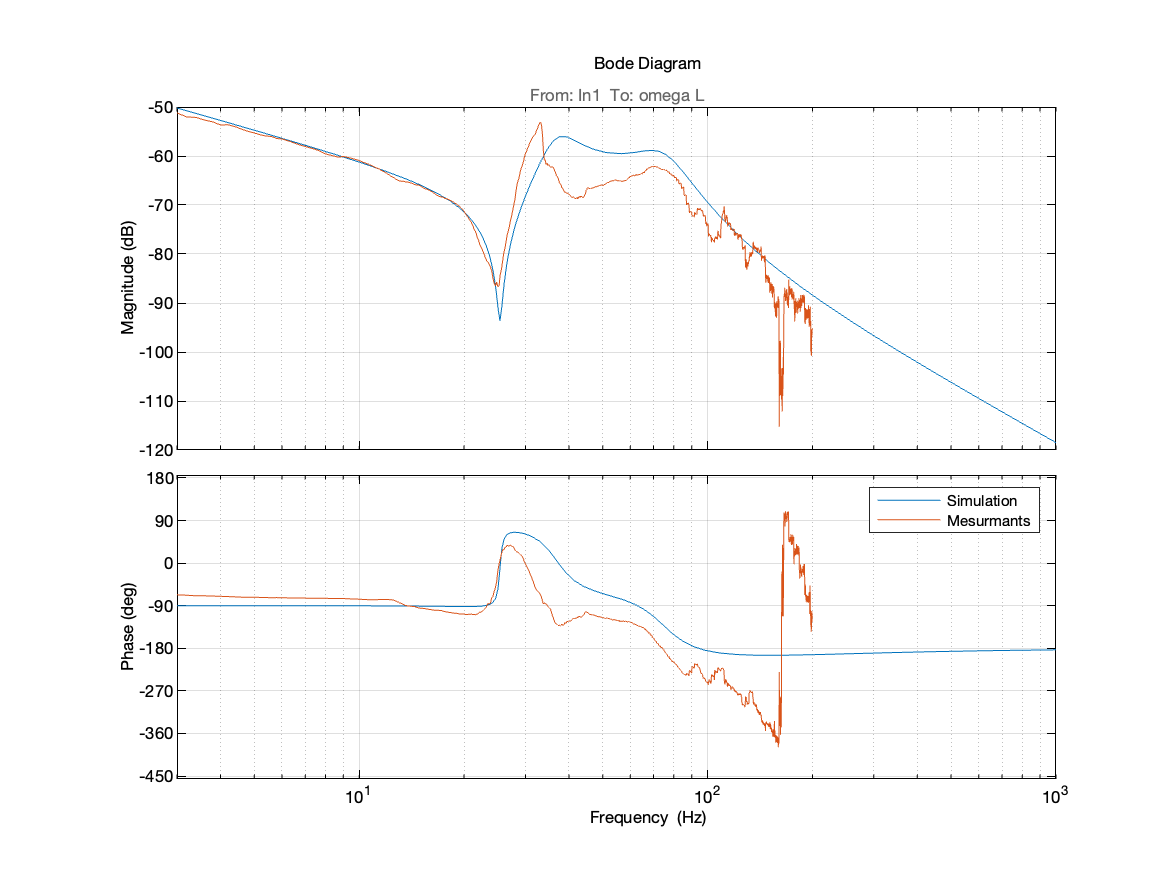 Bode Diagram
From: In1 To: omega L
Magnitude (dB)
-50
-60
-70
-80
-90
-100
-110
-120
Phase (deg)
180
90
0
-90
-180
-270
-360
-450
Simulation
Mesurmants
10^1
10^2
10^3
Frequency (Hz)